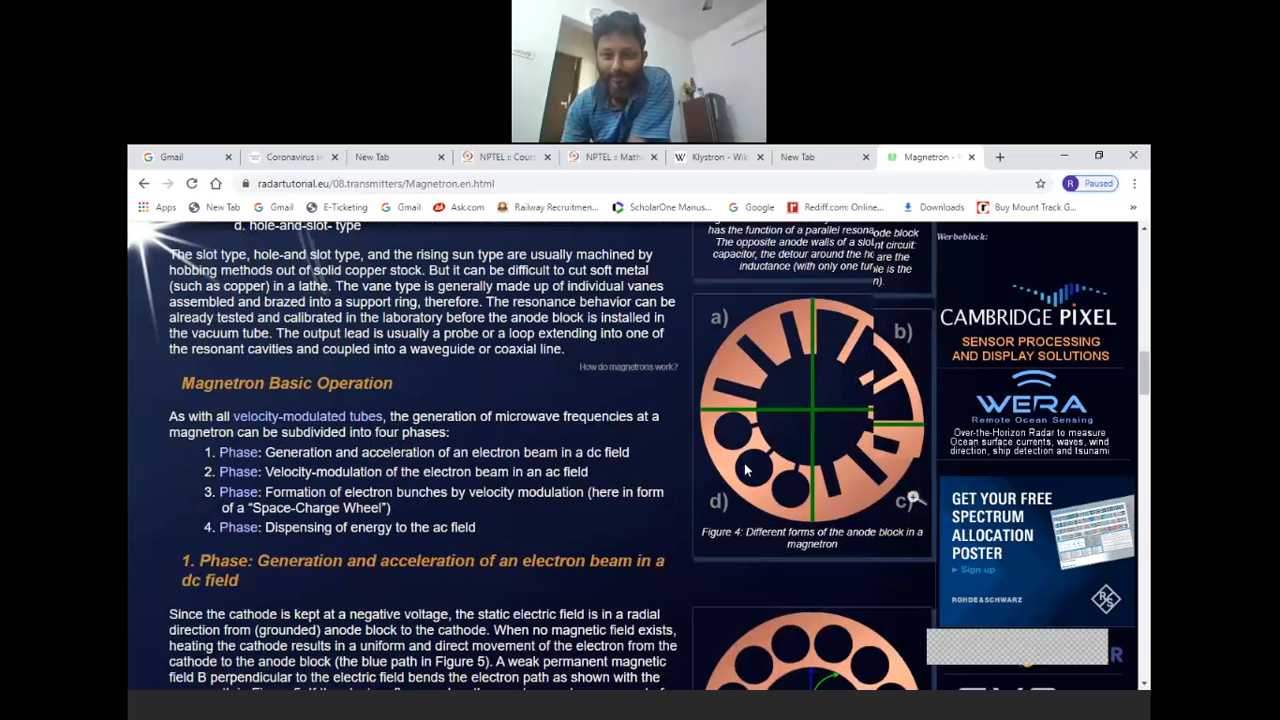 Gmail
Coronavirus in
New Tab
NPTEL :: Cours
NPTEL :: Math
Klystron - Wiki
New Tab
Magnetron - R
radartutorial.eu/08.transmitters/Magnetron.en.html
R Paused
Apps
New Tab
Gmail
E-Ticketing
Gmail
Ask.com
Railway Recruitmen...
ScholarOne Manus...
Google
Rediff.com: Online...
Downloads
Buy Mount Track G...
d. hole-and-slot- type
The slot type, hole-and slot type, and the rising sun type are usually machined by
hobbing methods out of solid copper stock. But it can be difficult to cut soft metal
(such as copper) in a lathe. The vane type is generally made up of individual vanes
assembled and brazed into a support ring, therefore. The resonance behavior can be
already tested and calibrated in the laboratory before the anode block is installed in
the vacuum tube. The output lead is usually a probe or a loop extending into one of
the resonant cavities and coupled into a waveguide or coaxial line.
How do magnetrons work?
Magnetron Basic Operation
As with all velocity-modulated tubes, the generation of microwave frequencies at a
magnetron can be subdivided into four phases:
1. Phase: Generation and acceleration of an electron beam in a dc field
2. Phase: Velocity-modulation of the electron beam in an ac field
3. Phase: Formation of electron bunches by velocity modulation (here in form
of a “Space-Charge Wheel”)
4. Phase: Dispensing of energy to the ac field
1. Phase: Generation and acceleration of an electron beam in a
dc field
Since the cathode is kept at a negative voltage, the static electric field is in a radial
direction from (grounded) anode block to the cathode. When no magnetic field exists,
heating the cathode results in a uniform and direct movement of the electron from the
cathode to the anode block (the blue path in Figure 5). A weak permanent magnetic
field B perpendicular to the electric field bends the electron path as shown with the
has the function of a parallel resona
The opposite anode walls of a slo
capacitor, the detour around the ho
inductance (with only one tur
ode block
nt circuit:
are the
le is the
n).
a)
b)
d)
c)
Figure 4: Different forms of the anode block in a
magnetron
Werbeblock:
CAMBRIDGE PIXEL
SENSOR PROCESSING
AND DISPLAY SOLUTIONS
WERA
Remote Ocean Sensing
Over-the-Horizon Radar to measure
Ocean surface currents, waves, wind
direction, ship detection and tsunami
GET YOUR FREE
SPECTRUM
ALLOCATION
POSTER
Sign up
ROHDE&SCHWARZ
R S